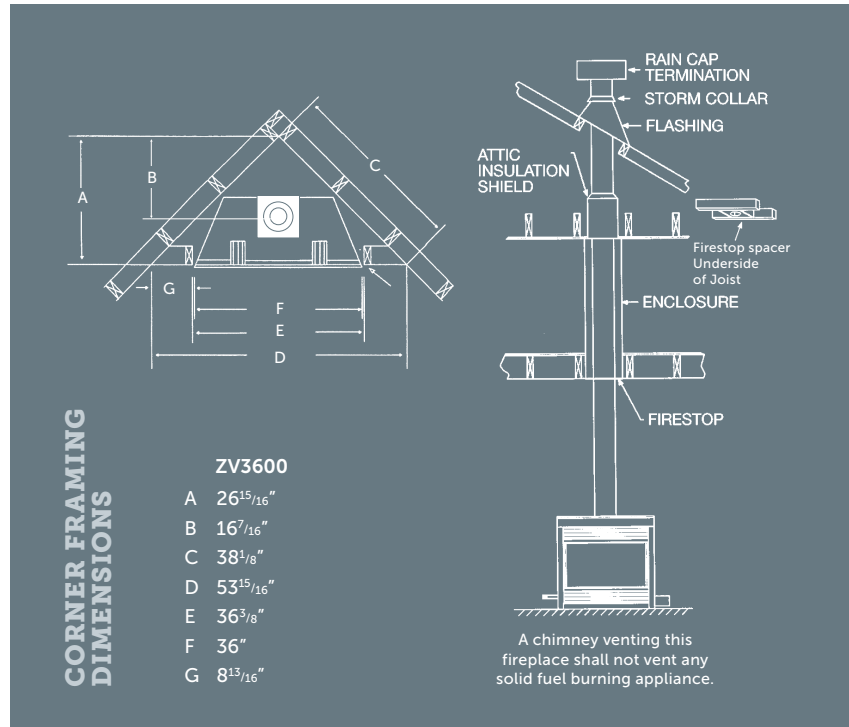 A
B
C
G
F
E
D
RAIN CAP
TERMINATION
STORM COLLAR
FLASHING
ATTIC
INSULATION
SHIELD
Firestop spacer
Underside
of Joist
ENCLOSURE
FIRESTOP
CORNER FRAMING
DIMENSIONS
ZV3600
A 26 15/16"
B 16 7/16"
C 38 1/8"
D 53 15/16"
E 36 3/8"
F 36"
G 8 13/16"
A chimney venting this
fireplace shall not vent any
solid fuel burning appliance.